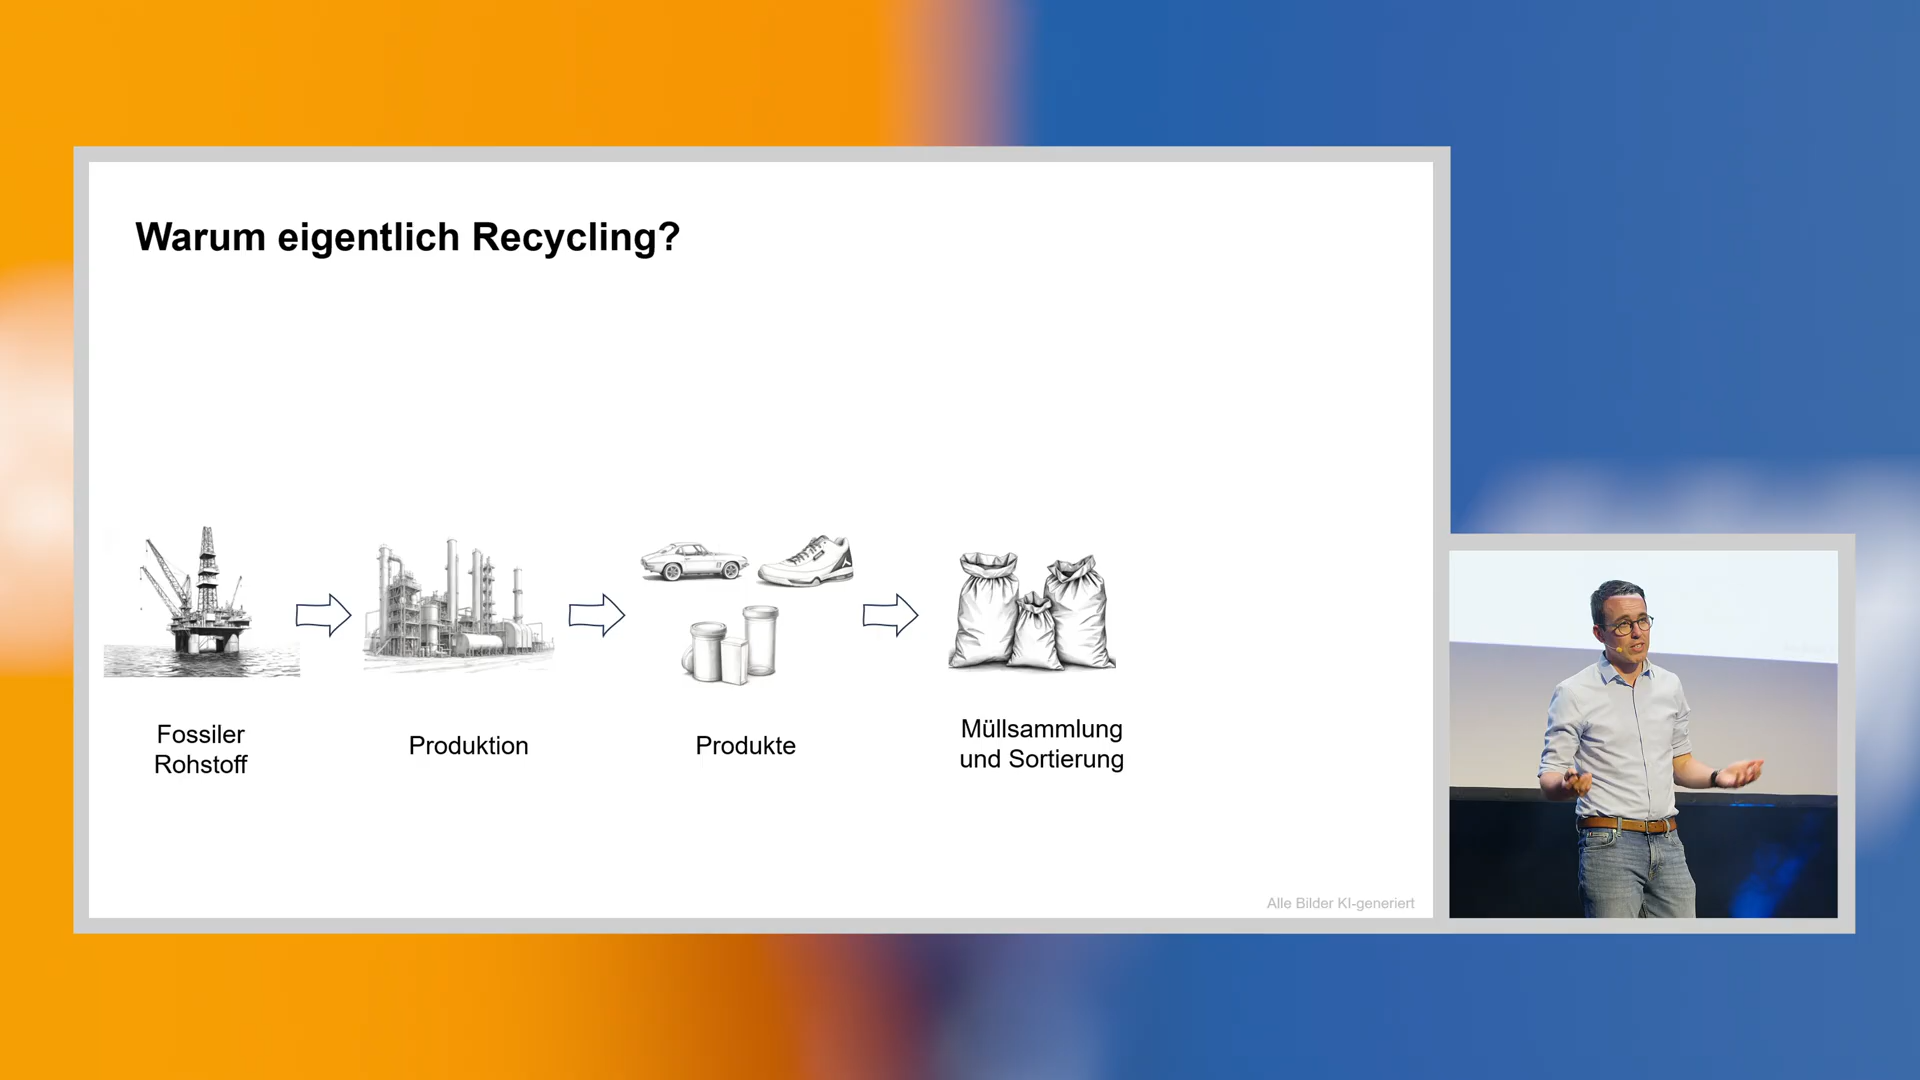 Warum eigentlich Recycling?
Fossiler
Rohstoff
Produktion
Produkte
Müllsammlung
und Sortierung
Alle Bilder KI-generiert